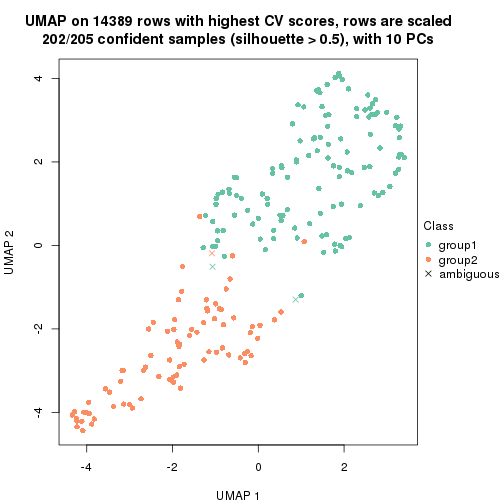 UMAP on 14389 rows with highest CV scores, rows are scaled
202/205 confident samples (silhouette > 0.5), with 10 PCs
4
2
0
-2
-4
UMAP 2
-4
-2
0
2
UMAP 1
Class
group1
group2
ambiguous